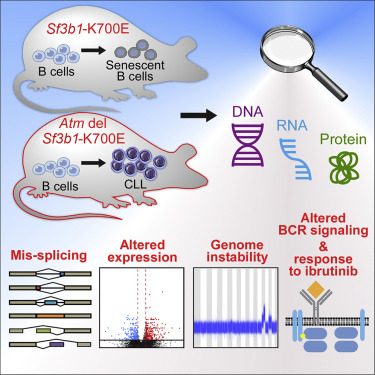 Sf3b1-K700E
B cells
Senescent
B cells
Atm del
Sf3b1-K700E
B cells
CLL
DNA
RNA
Protein
Mis-splicing
Altered
expression
Genome
instability
Altered
BCR signaling
&
response
to ibrutinib